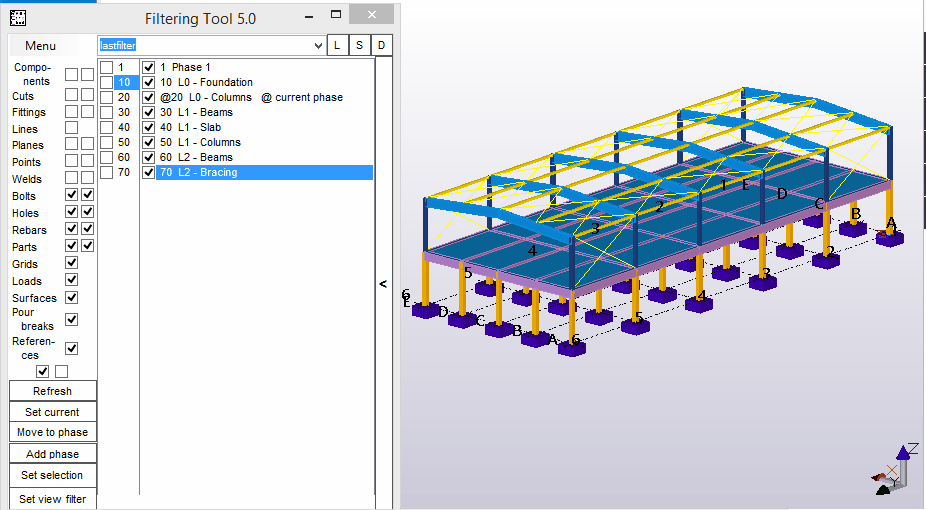 Filtering Tool 5.0
Menu
lastfilter
L S D
Compo-
nents
Cuts
Fittings
Lines
Planes
Points
Welds
Bolts
Holes
Rebars
Parts
Grids
Loads
Surfaces
Pour
breaks
Referen-
ces
Refresh
Set current
Move to phase
Add phase
Set selection
Set view filter
1 1 Phase 1
10 10 L0 - Foundation
20 @20 L0 - Columns @ current phase
30 30 L1 - Beams
40 40 L1 - Slab
50 50 L1 - Columns
60 60 L2 - Beams
70 70 L2 - Bracing
<
1 E D C B A
2
3
4
5
2
3
4
5
6
6
E D C B A
Z
X
Y